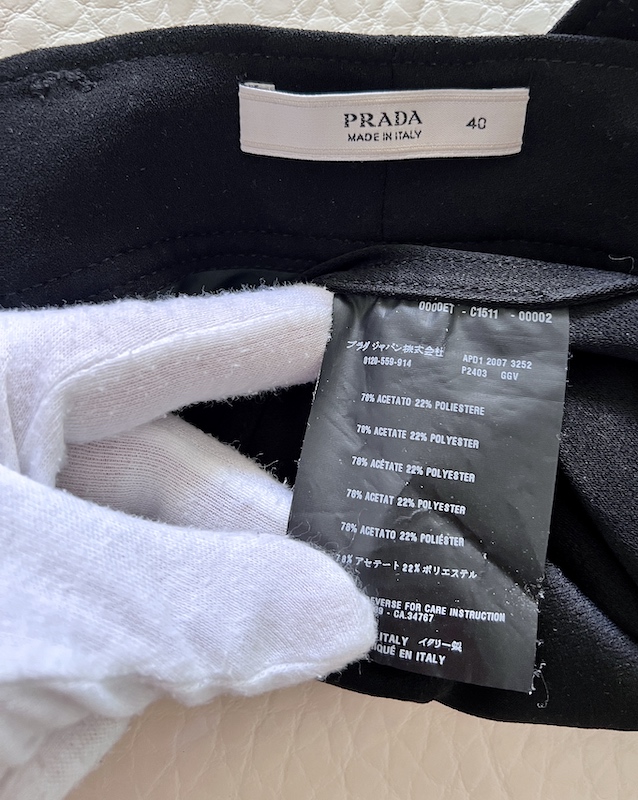 PRADA
MADE IN ITALY
40
0000ET - C1511 - 00002
プラダ ジャパン株式会社
0120-559-914
AP01 2007 3252
P2403 GGV
78% ACETATO 22% POLIESTERE
78% ACETATE 22% POLYESTER
78% ACÉTATE 22% POLYESTER
78% ACETAT 22% POLYESTER
78% ACETATO 22% POLIÉSTER
78% アセテート 22% ポリエステル
FOR CARE INSTRUCTION
CA.34767
ITALY イタリー製
EN ITALY